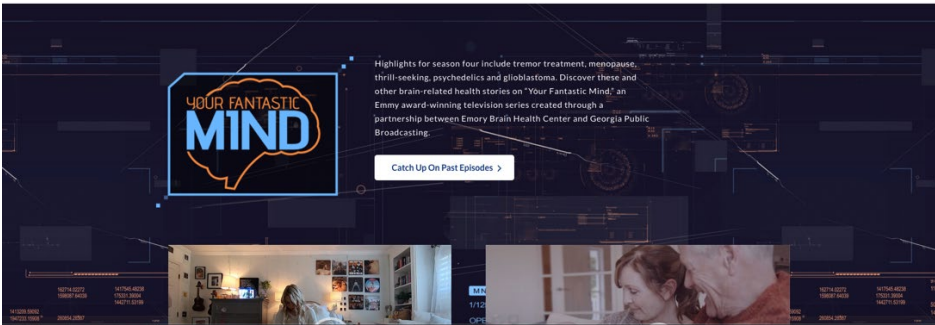 YOUR FANTASTIC
MIND
Highlights for season four include tremor treatment, menopause,
thrill-seeking, psychedelics and glioblastoma. Discover these and
other brain-related health stories on “Your Fantastic Mind,” an
Emmy award-winning television series created through a
partnership between Emory Brain Health Center and Georgia Public
Broadcasting.
Catch Up On Past Episodes